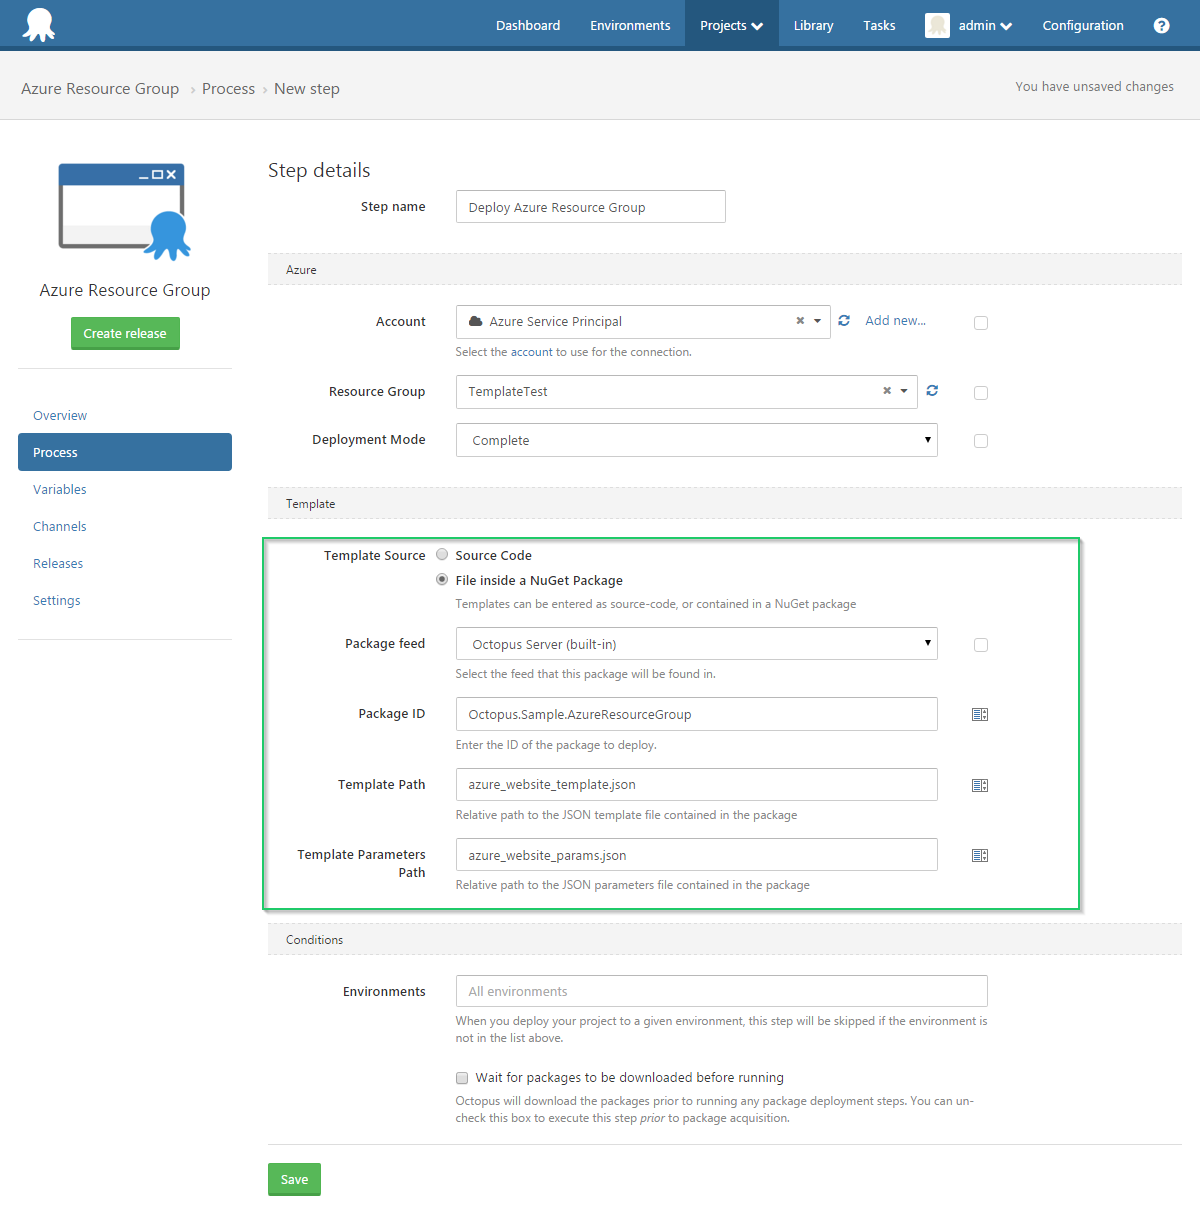 Dashboard Environments Projects Library Tasks admin Configuration ?
Azure Resource Group › Process › New step
You have unsaved changes
Azure Resource Group
Create release
Overview
Process
Variables
Channels
Releases
Settings
Step details
Step name Deploy Azure Resource Group
Azure
Account Azure Service Principal Add new...
Select the account to use for the connection.
Resource Group TemplateTest
Deployment Mode Complete
Template
Template Source Source Code
File inside a NuGet Package
Templates can be entered as source-code, or contained in a NuGet package
Package feed Octopus Server (built-in)
Select the feed that this package will be found in.
Package ID Octopus.Sample.AzureResourceGroup
Enter the ID of the package to deploy.
Template Path azure_website_template.json
Relative path to the JSON template file contained in the package
Template Parameters
Path
azure_website_params.json
Relative path to the JSON parameters file contained in the package
Conditions
Environments All environments
When you deploy your project to a given environment, this step will be skipped if the environment is
not in the list above.
Wait for packages to be downloaded before running
Octopus will download the packages prior to running any package deployment steps. You can un-
check this box to execute this step prior to package acquisition.
Save